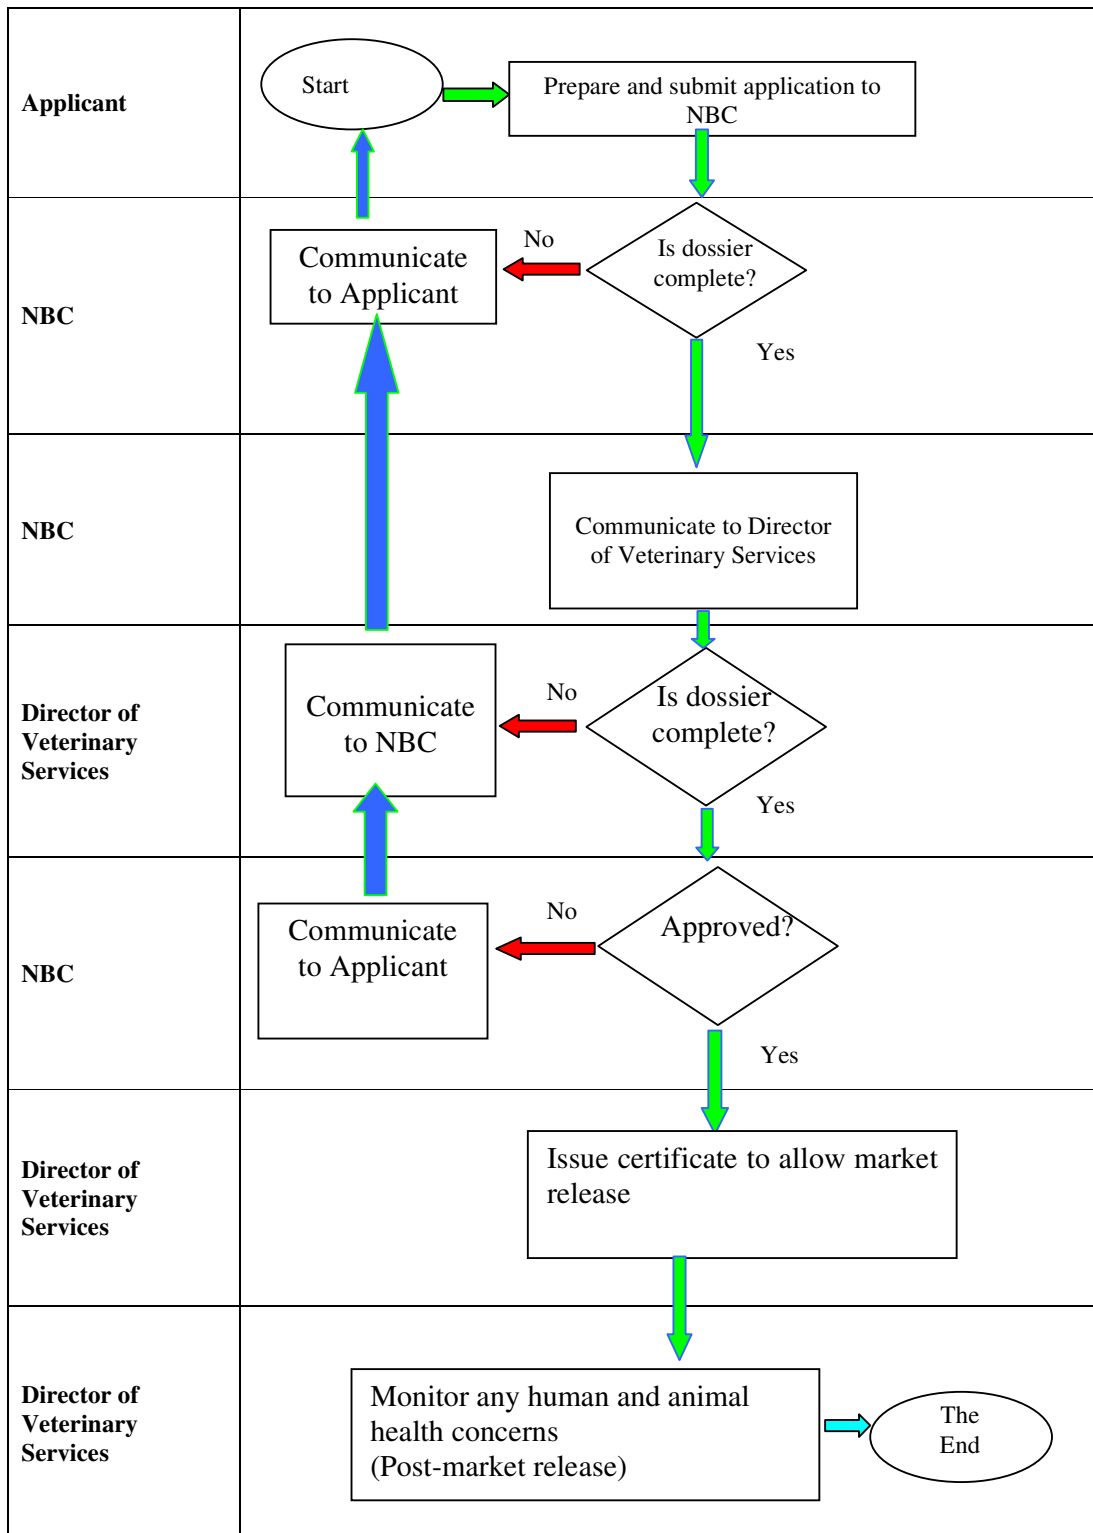 Applicant
Start
Prepare and submit application to
NBC
NBC
Communicate
to Applicant
No
Is dossier
complete?
Yes
NBC
Communicate to Director
of Veterinary Services
Director of
Veterinary
Services
Communicate
to NBC
No
Is dossier
complete?
Yes
NBC
Communicate
to Applicant
No
Approved?
Yes
Director of
Veterinary
Services
Issue certificate to allow market
release
Director of
Veterinary
Services
Monitor any human and animal
health concerns
(Post-market release)
The
End